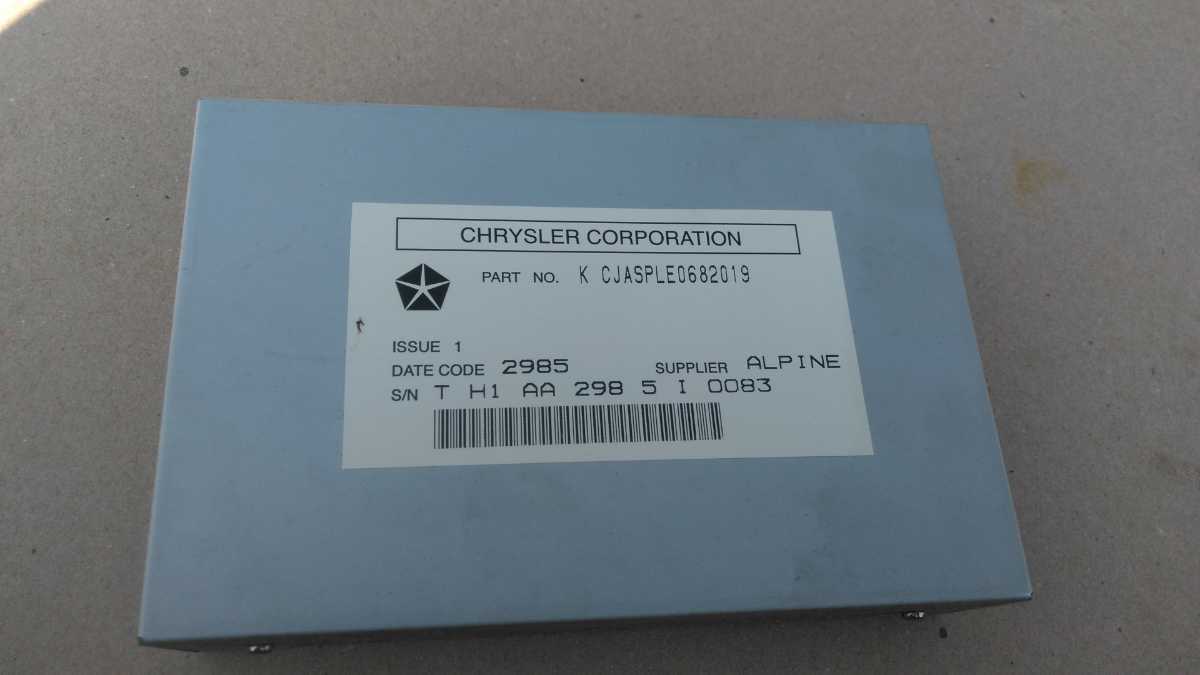 CHRYSLER CORPORATION
PART NO. K CJASPLE0682019
ISSUE 1
DATE CODE 2985 SUPPLIER ALPINE
S/N T H1 AA 298 5 I 0083